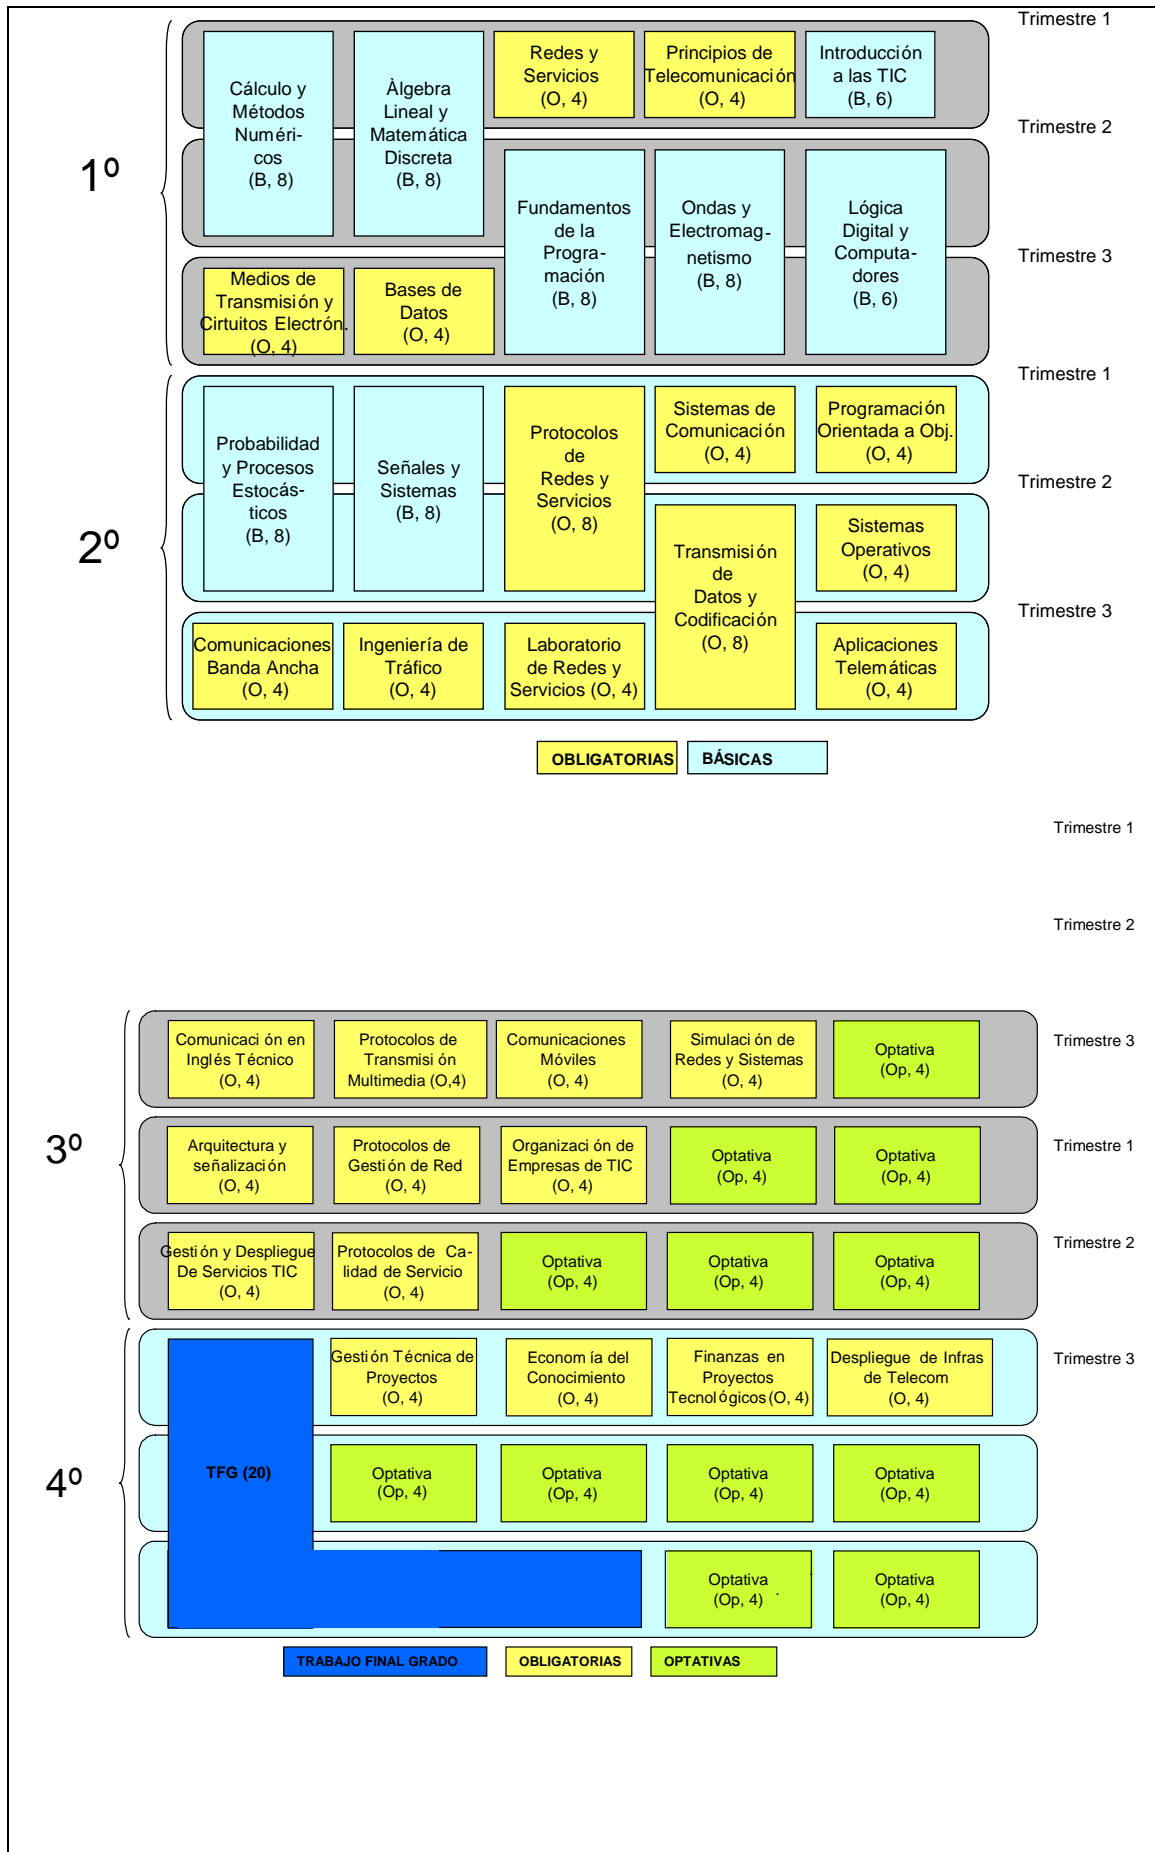 Trimestre 1
Cálculo y
Métodos
Numéri-
cos
(B, 8)
Àlgebra
Lineal y
Matemática
Discreta
(B, 8)
Redes y
Servicios
(O, 4)
Principios de
Telecomunicación
(O, 4)
Introducción
a las TIC
(B, 6)
Trimestre 2
1º
Fundamentos
de la
Progra-
mación
(B, 8)
Ondas y
Electromag-
netismo
(B, 8)
Lógica
Digital y
Computa-
dores
(B, 6)
Trimestre 3
Medios de
Transmisión y
Cirtuitos Electrón.
(O, 4)
Bases de
Datos
(O, 4)
Trimestre 1
Probabilidad
y Procesos
Estocás-
ticos
(B, 8)
Señales y
Sistemas
(B, 8)
Protocolos
de
Redes y
Servicios
(O, 8)
Sistemas de
Comunicación
(O, 4)
Programación
Orientada a Obj.
(O, 4)
Trimestre 2
2º
Transmisión
de
Datos y
Codificación
(O, 8)
Sistemas
Operativos
(O, 4)
Trimestre 3
Comunicaciones
Banda Ancha
(O, 4)
Ingeniería de
Tráfico
(O, 4)
Laboratorio
de Redes y
Servicios (O, 4)
Aplicaciones
Telemáticas
(O, 4)
OBLIGATORIAS
BÁSICAS
Trimestre 1
Trimestre 2
Comunicación en
Inglés Técnico
(O, 4)
Protocolos de
Transmisión
Multimedia (O,4)
Comunicaciones
Móviles
(O, 4)
Simulación de
Redes y Sistemas
(O, 4)
Optativa
(Op, 4)
Trimestre 3
3º
Arquitectura y
señalización
(O, 4)
Protocolos de
Gestión de Red
(O, 4)
Organización de
Empresas de TIC
(O, 4)
Optativa
(Op, 4)
Optativa
(Op, 4)
Trimestre 1
Gestión y Despliegue
De Servicios TIC
(O, 4)
Protocolos de Ca-
lidad de Servicio
(O, 4)
Optativa
(Op, 4)
Optativa
(Op, 4)
Optativa
(Op, 4)
Trimestre 2
Gestión Técnica de
Proyectos
(O, 4)
Economía del
Conocimiento
(O, 4)
Finanzas en
Proyectos
Tecnológicos (O, 4)
Despliegue de Infras
de Telecom
(O, 4)
Trimestre 3
4º
TFG (20)
Optativa
(Op, 4)
Optativa
(Op, 4)
Optativa
(Op, 4)
Optativa
(Op, 4)
Optativa
(Op, 4)
Optativa
(Op, 4)
TRABAJO FINAL GRADO
OBLIGATORIAS
OPTATIVAS